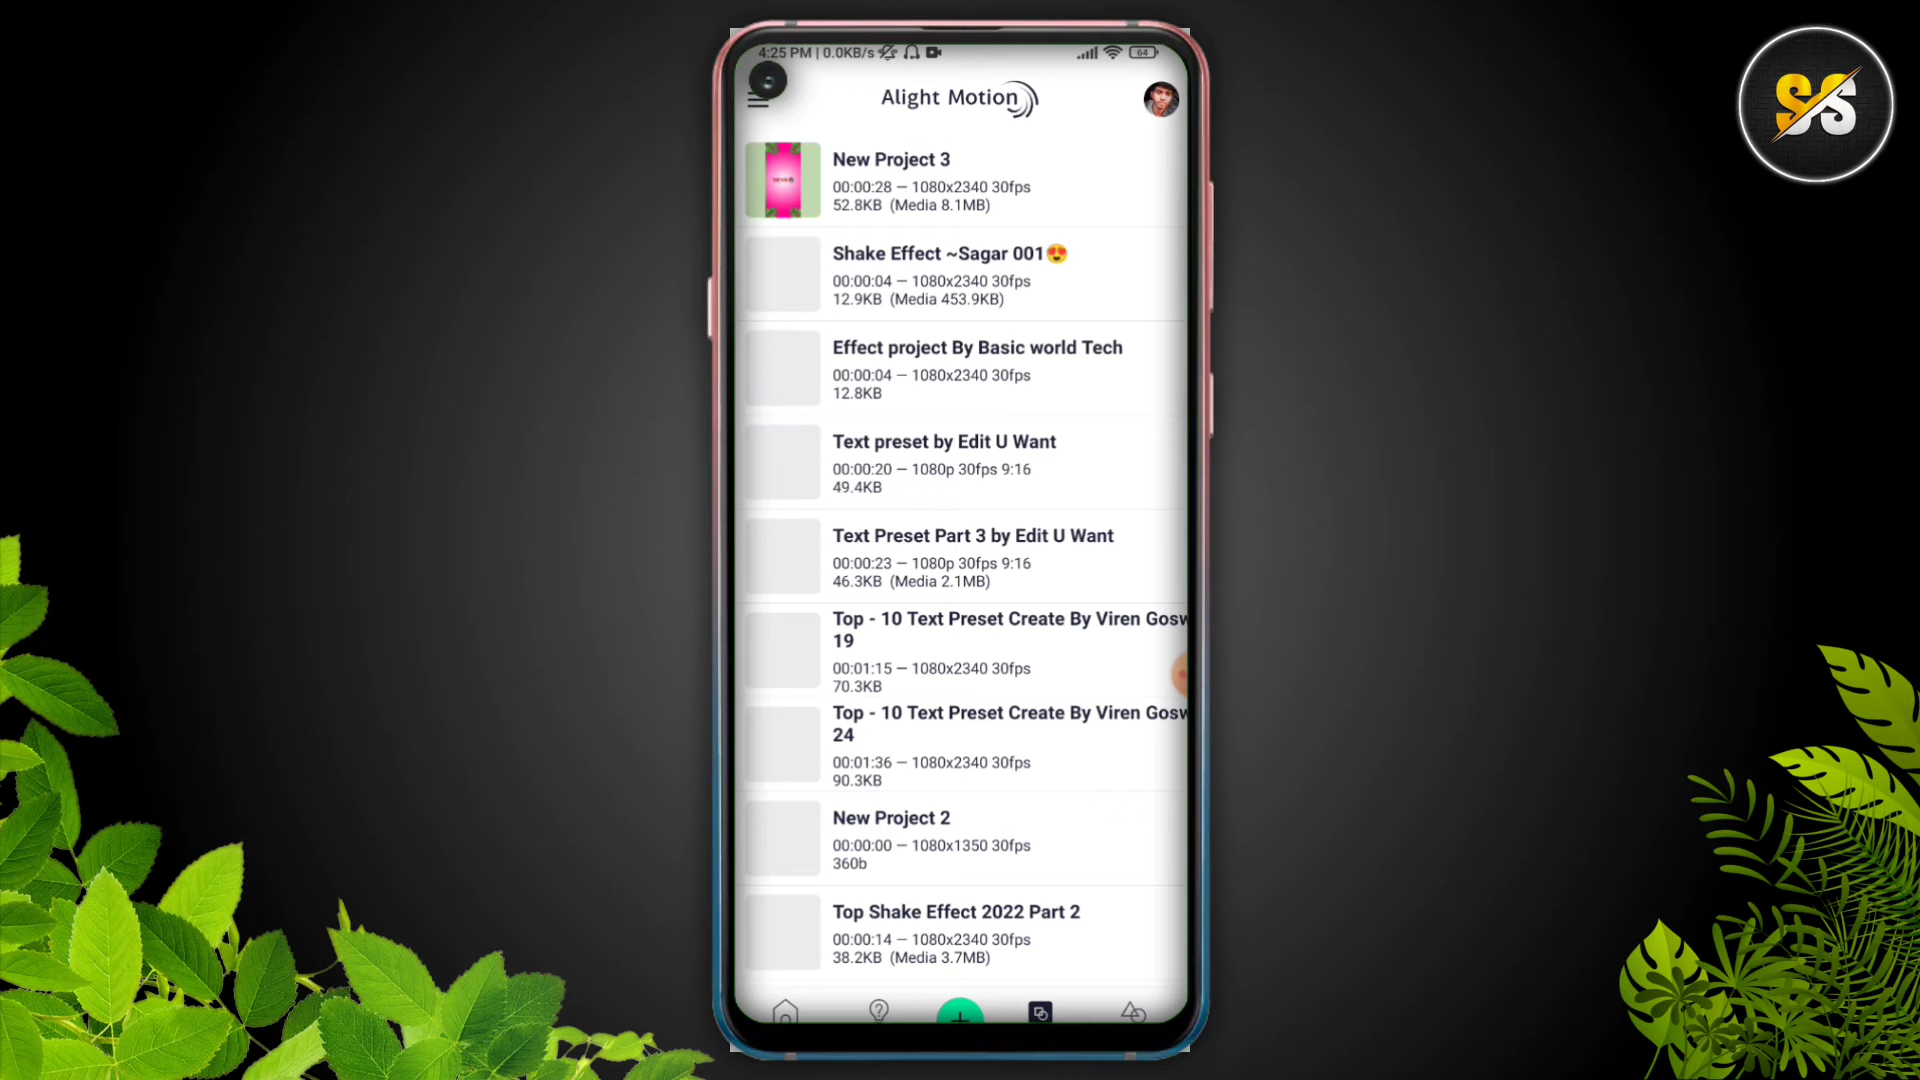 4:25 PM | 0.0KB/s
64
Alight Motion
SS
New Project 3
00:00:28 — 1080x2340 30fps
52.8KB (Media 8.1MB)
Shake Effect ~Sagar 001😍
00:00:04 — 1080x2340 30fps
12.9KB (Media 453.9KB)
Effect project By Basic world Tech
00:00:04 — 1080x2340 30fps
12.8KB
Text preset by Edit U Want
00:00:20 — 1080p 30fps 9:16
49.4KB
Text Preset Part 3 by Edit U Want
00:00:23 — 1080p 30fps 9:16
46.3KB (Media 2.1MB)
Top - 10 Text Preset Create By Viren Gosw
19
00:01:15 — 1080x2340 30fps
70.3KB
Top - 10 Text Preset Create By Viren Gosw
24
00:01:36 — 1080x2340 30fps
90.3KB
New Project 2
00:00:00 — 1080x1350 30fps
360b
Top Shake Effect 2022 Part 2
00:00:14 — 1080x2340 30fps
38.2KB (Media 3.7MB)